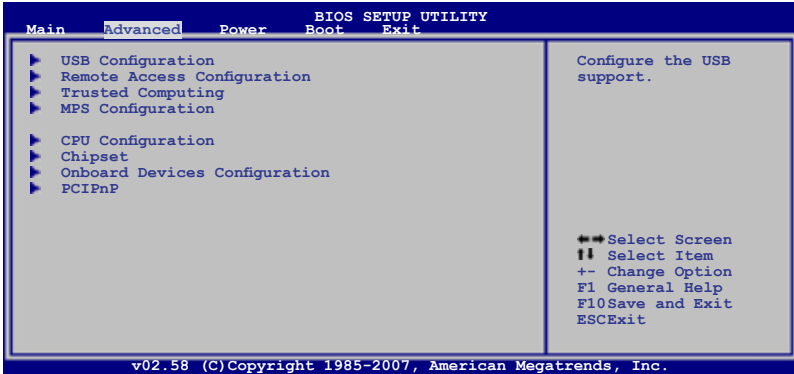 BIOS SETUP UTILITY
Main Advanced Power Boot Exit
USB Configuration
Remote Access Configuration
Trusted Computing
MPS Configuration
CPU Configuration
Chipset
Onboard Devices Configuration
PCIPnP
Configure the USB
support.
Select Screen
Select Item
+- Change Option
F1 General Help
F10Save and Exit
ESCExit
v02.58 (C)Copyright 1985-2007, American Megatrends, Inc.